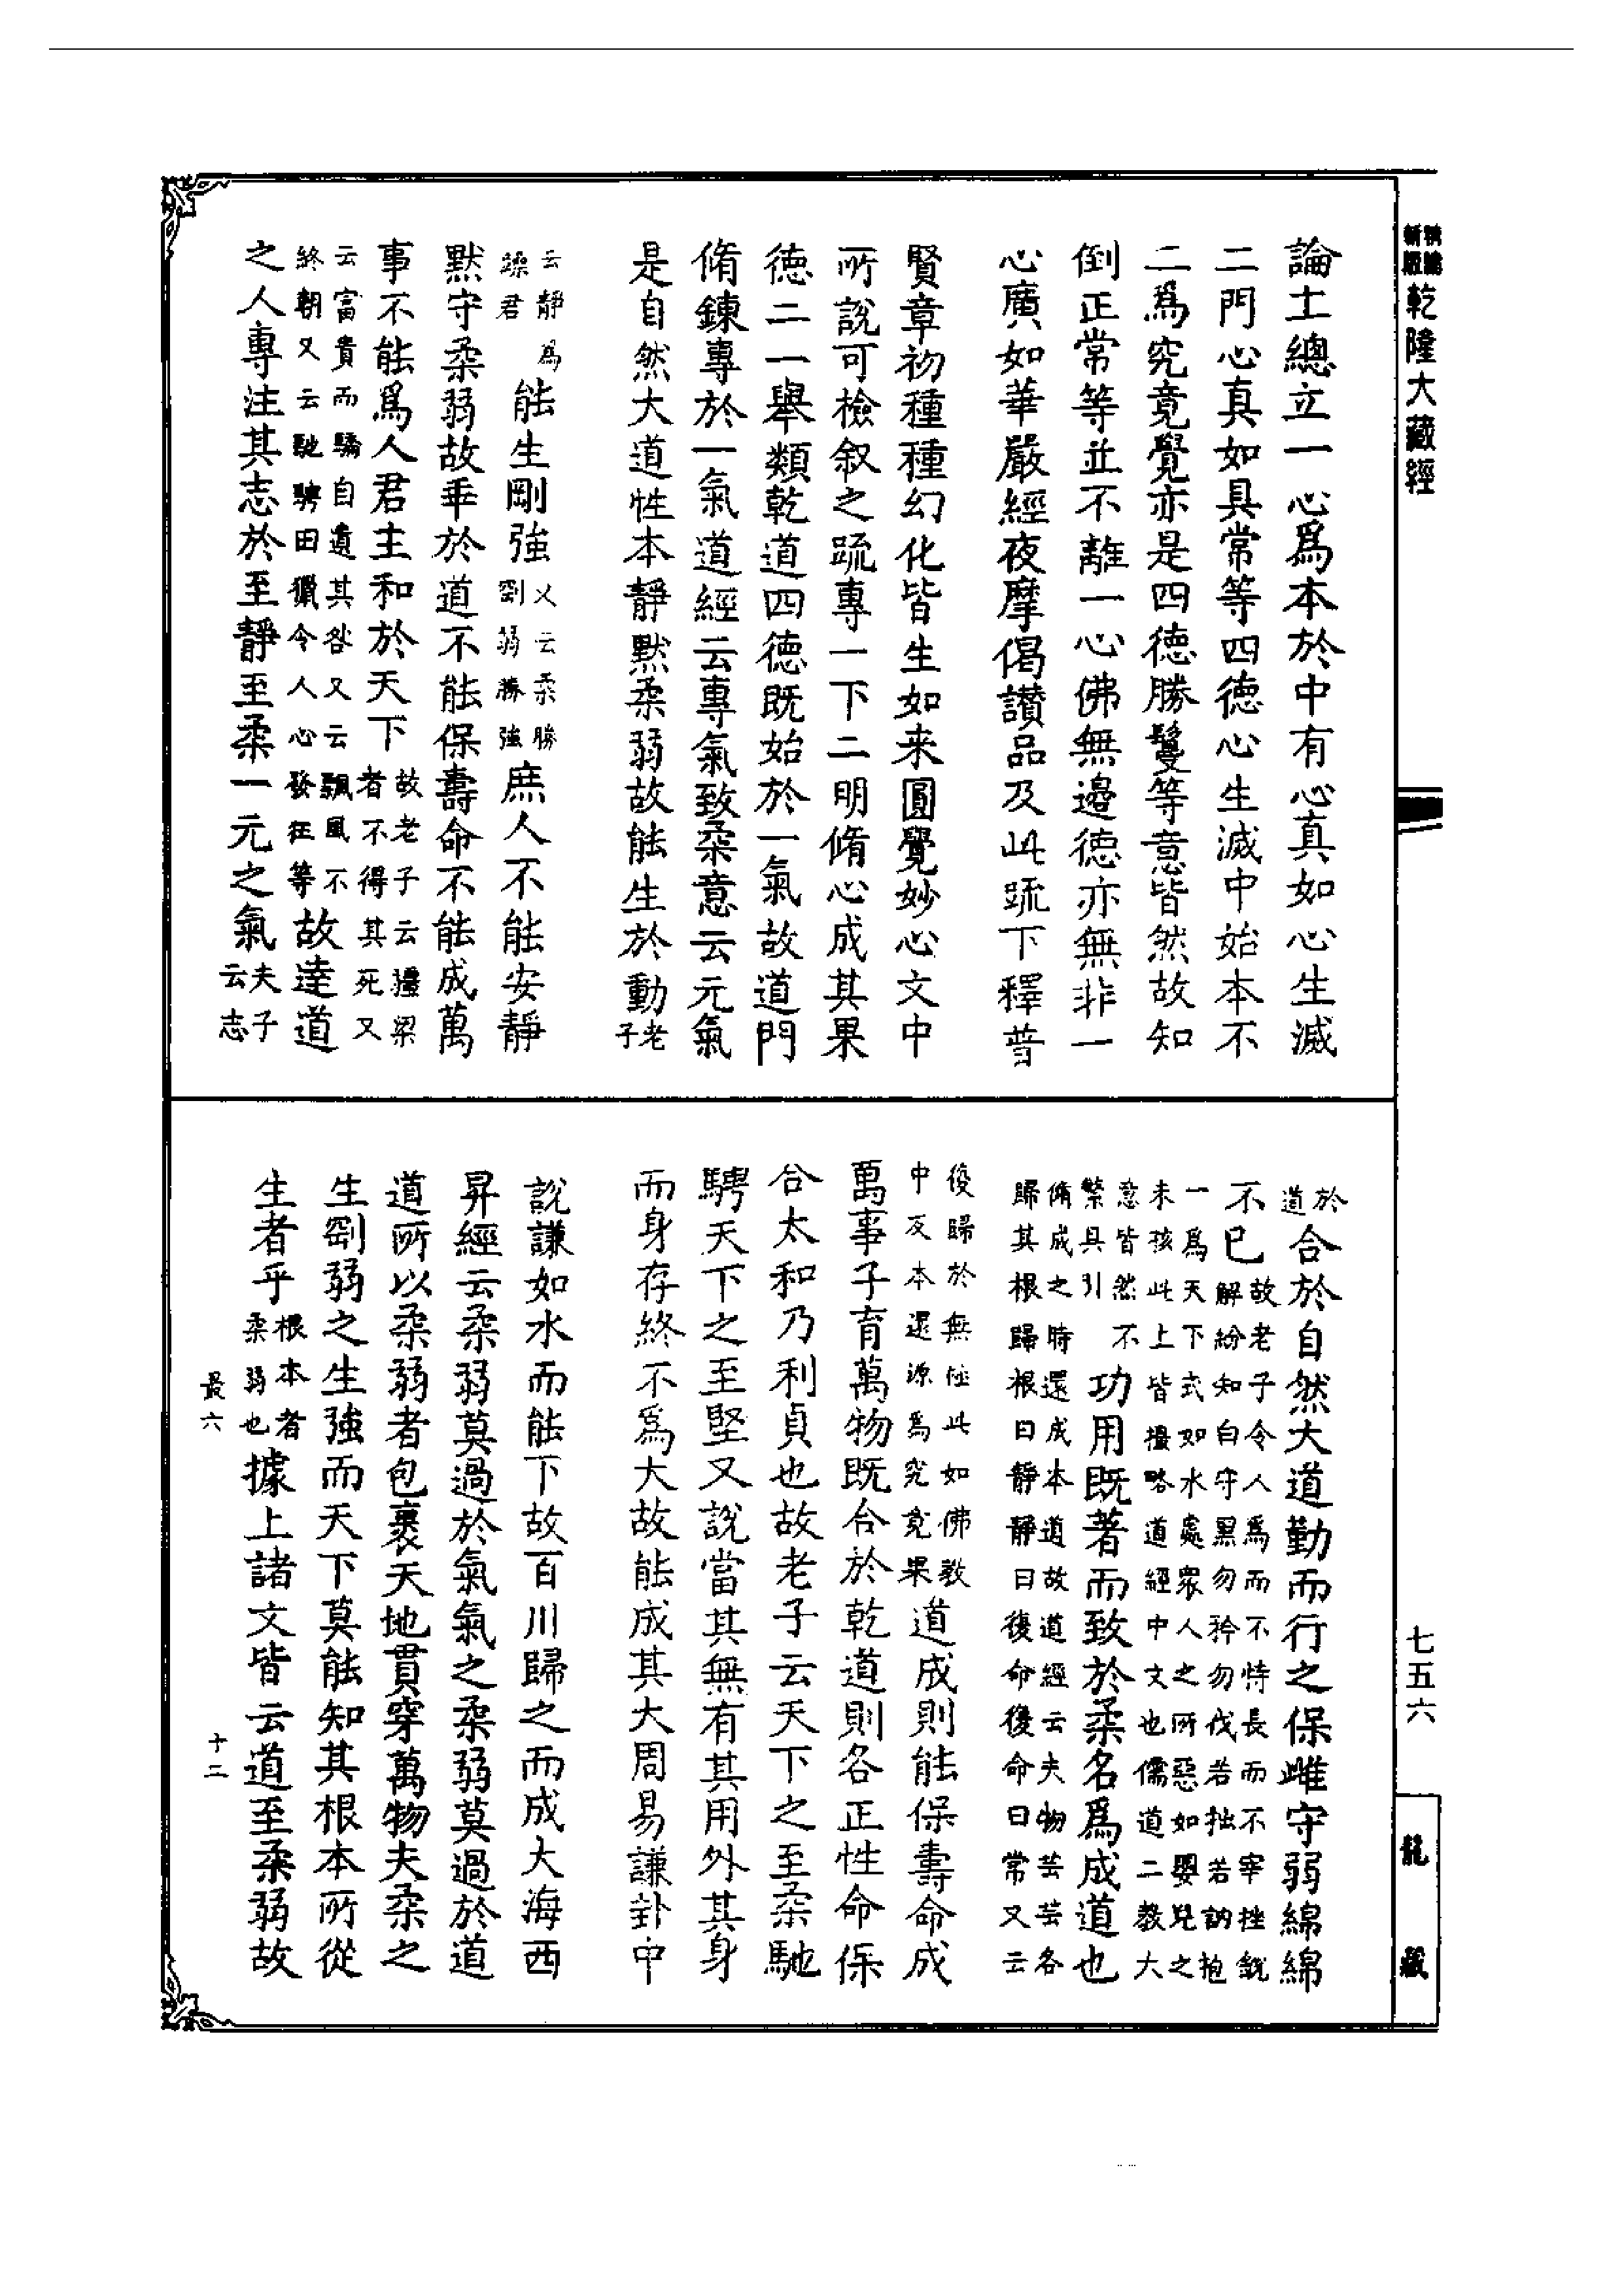 乾隆大藏經
論土總立一心爲本於中有心真如心生滅
二門心真如具常等四德心生滅中始本不
二爲究竟覺亦是四德勝鬘等意皆然故知
倒正常等並不離一心佛無邊德亦無非一
心廣如華嚴經夜摩偈讃品及此疏下釋普
賢章初種種幻化皆生如来圓覺妙心文中
所說可檢叙之䟽專一下二明脩心成其果
德二一舉類乾道四德既始於一氣故道門
脩鍊專於一氣道經云專氣致柔意云元氣
是自然大道性本靜默柔弱故能生於動老子
云靜爲躁君能生剛強又云柔勝剛弱勝強庶人不能安靜
默守柔弱故乖於道不能保壽命不能成萬
事不能爲人君主和於天下故老子云彊梁者不得其死又
云富貴而驕自遺其咎又云飄風不終朝又云馳騁田獵令人心發狂等故達道
之人專注其志於至靜至柔一元之氣夫子云志
於道合於自然大道勤而行之保雌守弱綿綿
不已故老子令人爲而不恃長而不宰挫銳解紛知白守黑勿矜勿伐若拙若訥抱
一爲天下式如水處衆人之所惡如嬰兒之未孩此上皆撮略道經中文也儒道二教大
意皆然不繁具引功用既著而致於柔名爲成道也
脩成之時還成本道故道經云夫物芸芸各歸其根歸根曰靜靜曰復命復命曰常又云
復歸於無極此如佛教中反本還源爲究竟果道成則能保壽命成
萬事子育萬物既合於乾道則各正性命保
合太和乃利貞也故老子云天下之至柔馳
騁天下之至堅又說當其無有其用外其身
而身存終不爲大故能成其大周易謙卦中
說謙如水而能下故百川歸之而成大海西
昇經云柔弱莫過於氣氣之柔弱莫過於道
道所以柔弱者包裹天地貫穿萬物夫柔之
生剛弱之生強而天下莫能知其根本所從
生者乎根本者柔弱也據上諸文皆云道至柔弱故
最六
十二
七五六
龍藏